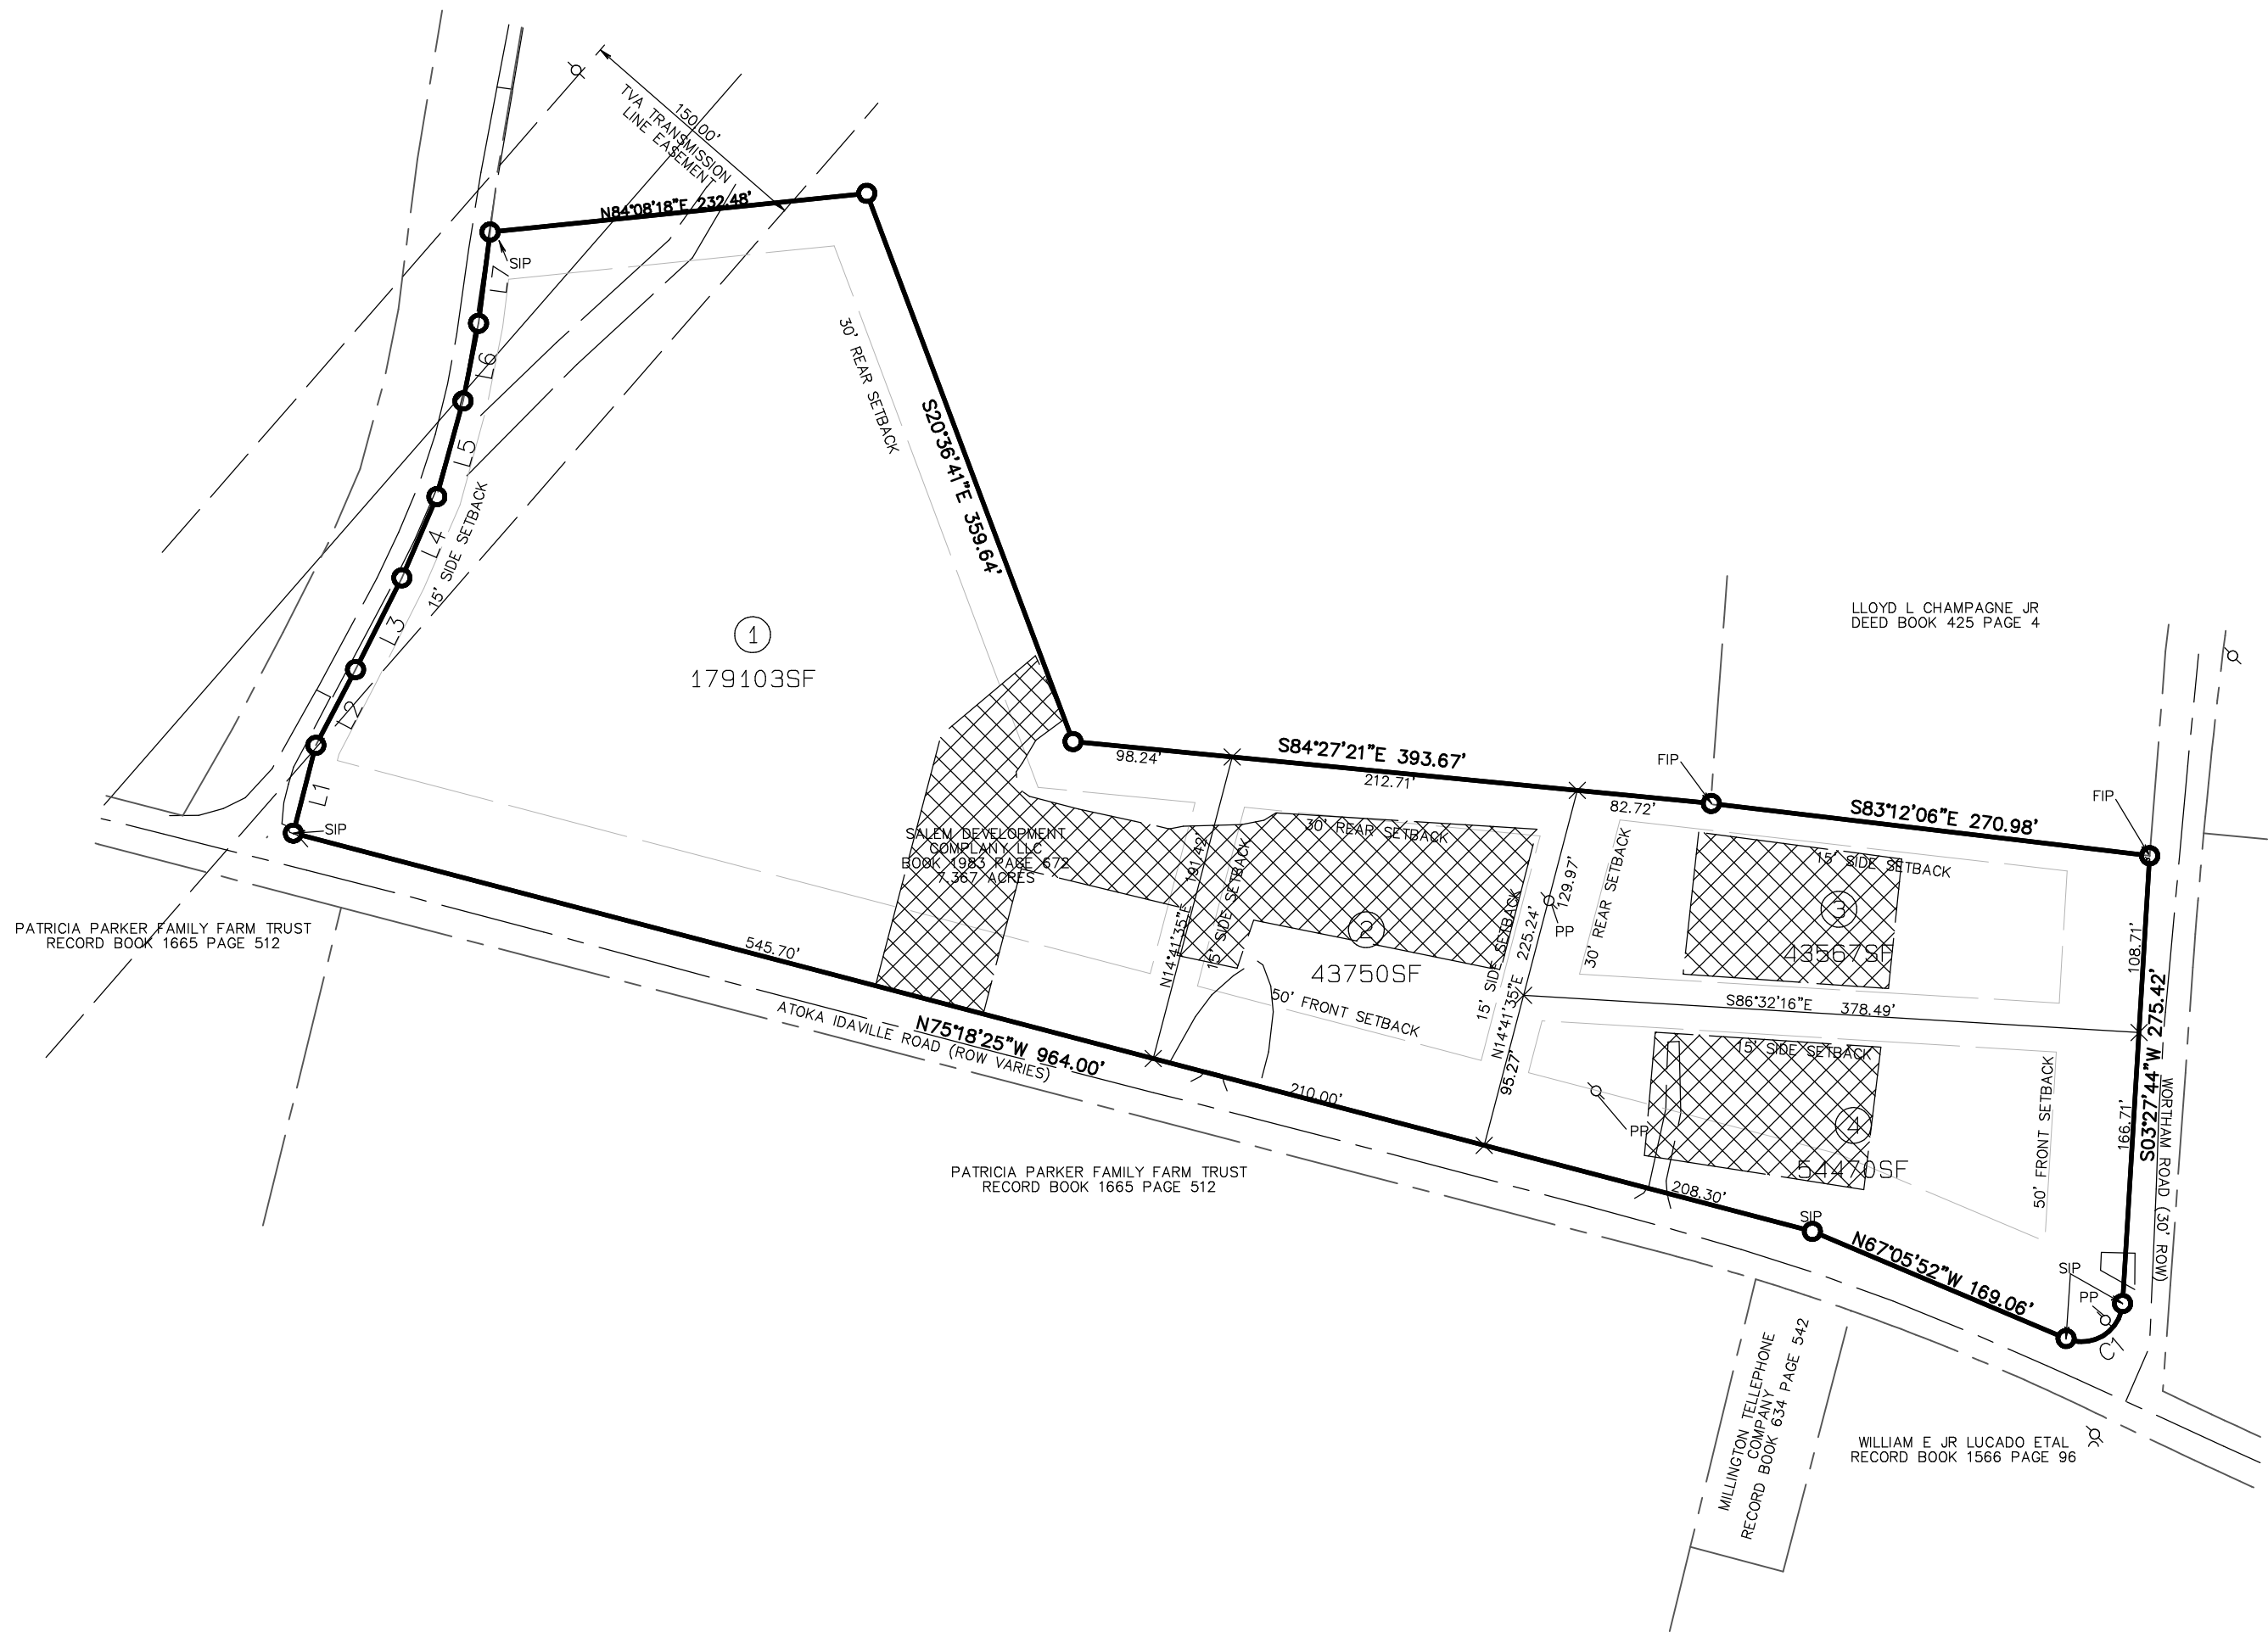 150.00'
TVA TRANSMISSION
LINE EASEMENT
N84°08'18"E 232.48'
SIP
L7
L6
L5
L4
L3
L2
L1
SIP
15' SIDE SETBACK
30' REAR SETBACK
S20°36'41"E 359.64'
1
179103SF
LLOYD L CHAMPAGNE JR
DEED BOOK 425 PAGE 4
98.24'
S84°27'21"E 393.67'
212.71'
82.72'
FIP
S83°12'06"E 270.98'
FIP
SALEM DEVELOPMENT
COMPLANY LLC
BOOK 1983 PAGE 672
7.367 ACRES
N14°41'35"E 191.42'
15' SIDE SETBACK
30' REAR SETBACK
2
43750SF
50' FRONT SETBACK
15' SIDE SETBACK
N14°41'35"E 225.24'
129.97'
95.27'
PP
30' REAR SETBACK
15' SIDE SETBACK
3
43567SF
108.71'
S86°32'16"E 378.49'
15' SIDE SETBACK
4
54470SF
PP
50' FRONT SETBACK
166.71'
S03°27'44"W 275.42'
WORTHAM ROAD (30' ROW)
PATRICIA PARKER FAMILY FARM TRUST
RECORD BOOK 1665 PAGE 512
545.70'
N75°18'25"W 964.00'
ATOKA IDAVILLE ROAD (ROW VARIES)
210.00'
208.30'
SIP
N67°05'52"W 169.06'
SIP
PP
C7
PATRICIA PARKER FAMILY FARM TRUST
RECORD BOOK 1665 PAGE 512
MILLINGTON TELLEPHONE
COMPANY
RECORD BOOK 634 PAGE 542
WILLIAM E JR LUCADO ETAL
RECORD BOOK 1566 PAGE 96